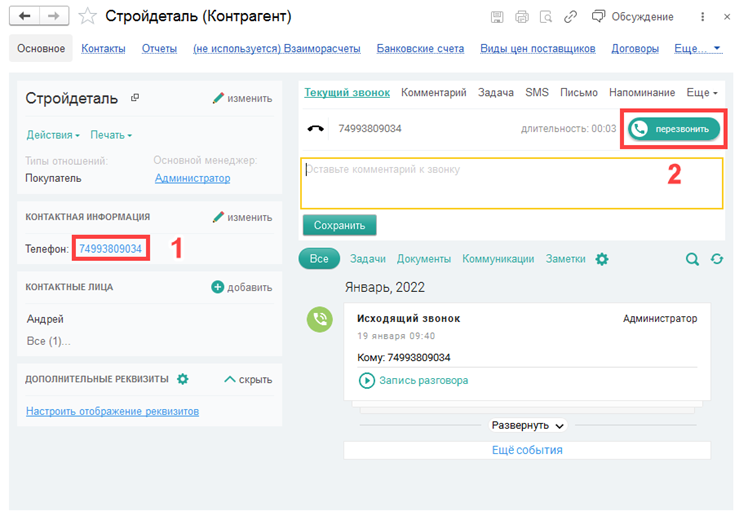 Стройдеталь (Контрагент)
Обсуждение
Основное Контакты Отчеты (не используется) Взаиморасчеты Банковские счета Виды цен поставщиков Договоры Еще...
Стройдеталь
изменить
Действия Печать
Типы отношений: Основной менеджер:
Покупатель Администратор
КОНТАКТНАЯ ИНФОРМАЦИЯ изменить
Телефон: 74993809034 1
КОНТАКТНЫЕ ЛИЦА добавить
Андрей
Все (1)...
ДОПОЛНИТЕЛЬНЫЕ РЕКВИЗИТЫ скрыть
Настроить отображение реквизитов
Текущий звонок Комментарий Задача SMS Письмо Напоминание Еще
74993809034 длительность: 00:03 перезвонить
Оставьте комментарий к звонку 2
Сохранить
Все Задачи Документы Коммуникации Заметки
Январь, 2022
Исходящий звонок Администратор
19 января 09:40
Кому: 74993809034
Запись разговора
Развернуть
Ещё события